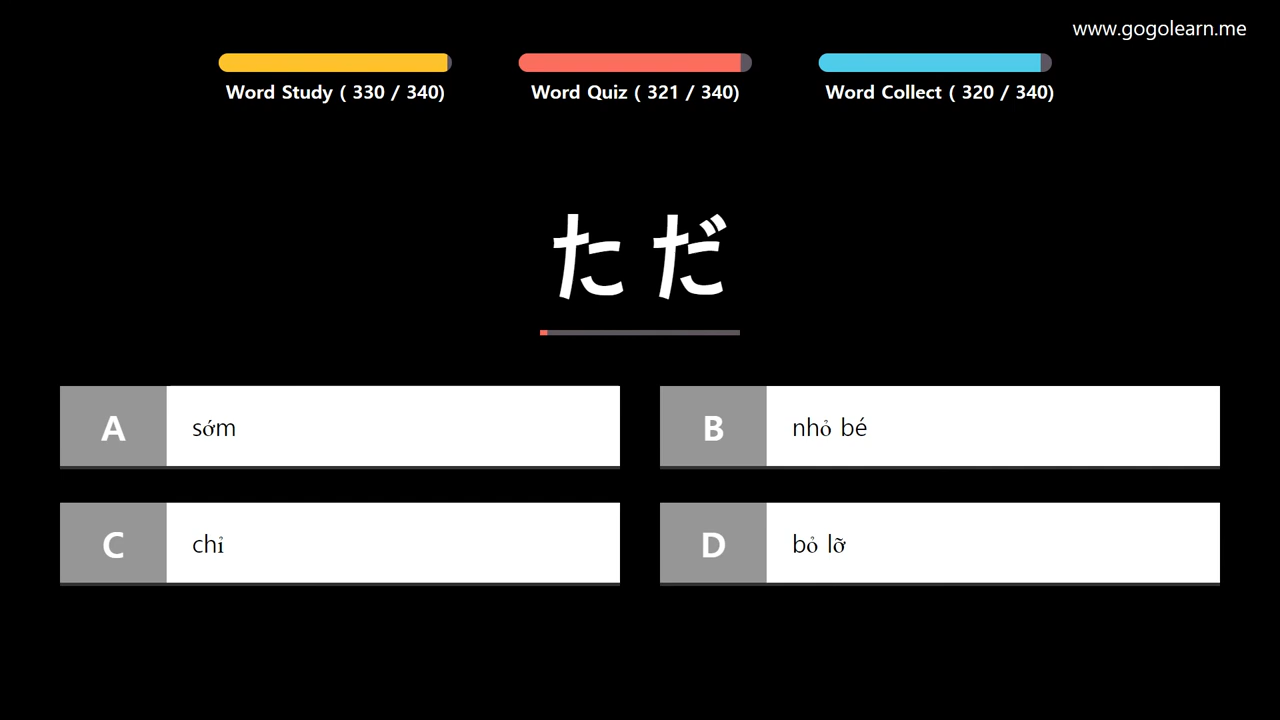 www.gogolearn.me
Word Study ( 330 / 340)
Word Quiz ( 321 / 340)
Word Collect ( 320 / 340)
ただ
A sớm
B nhỏ bé
C chỉ
D bỏ lỡ